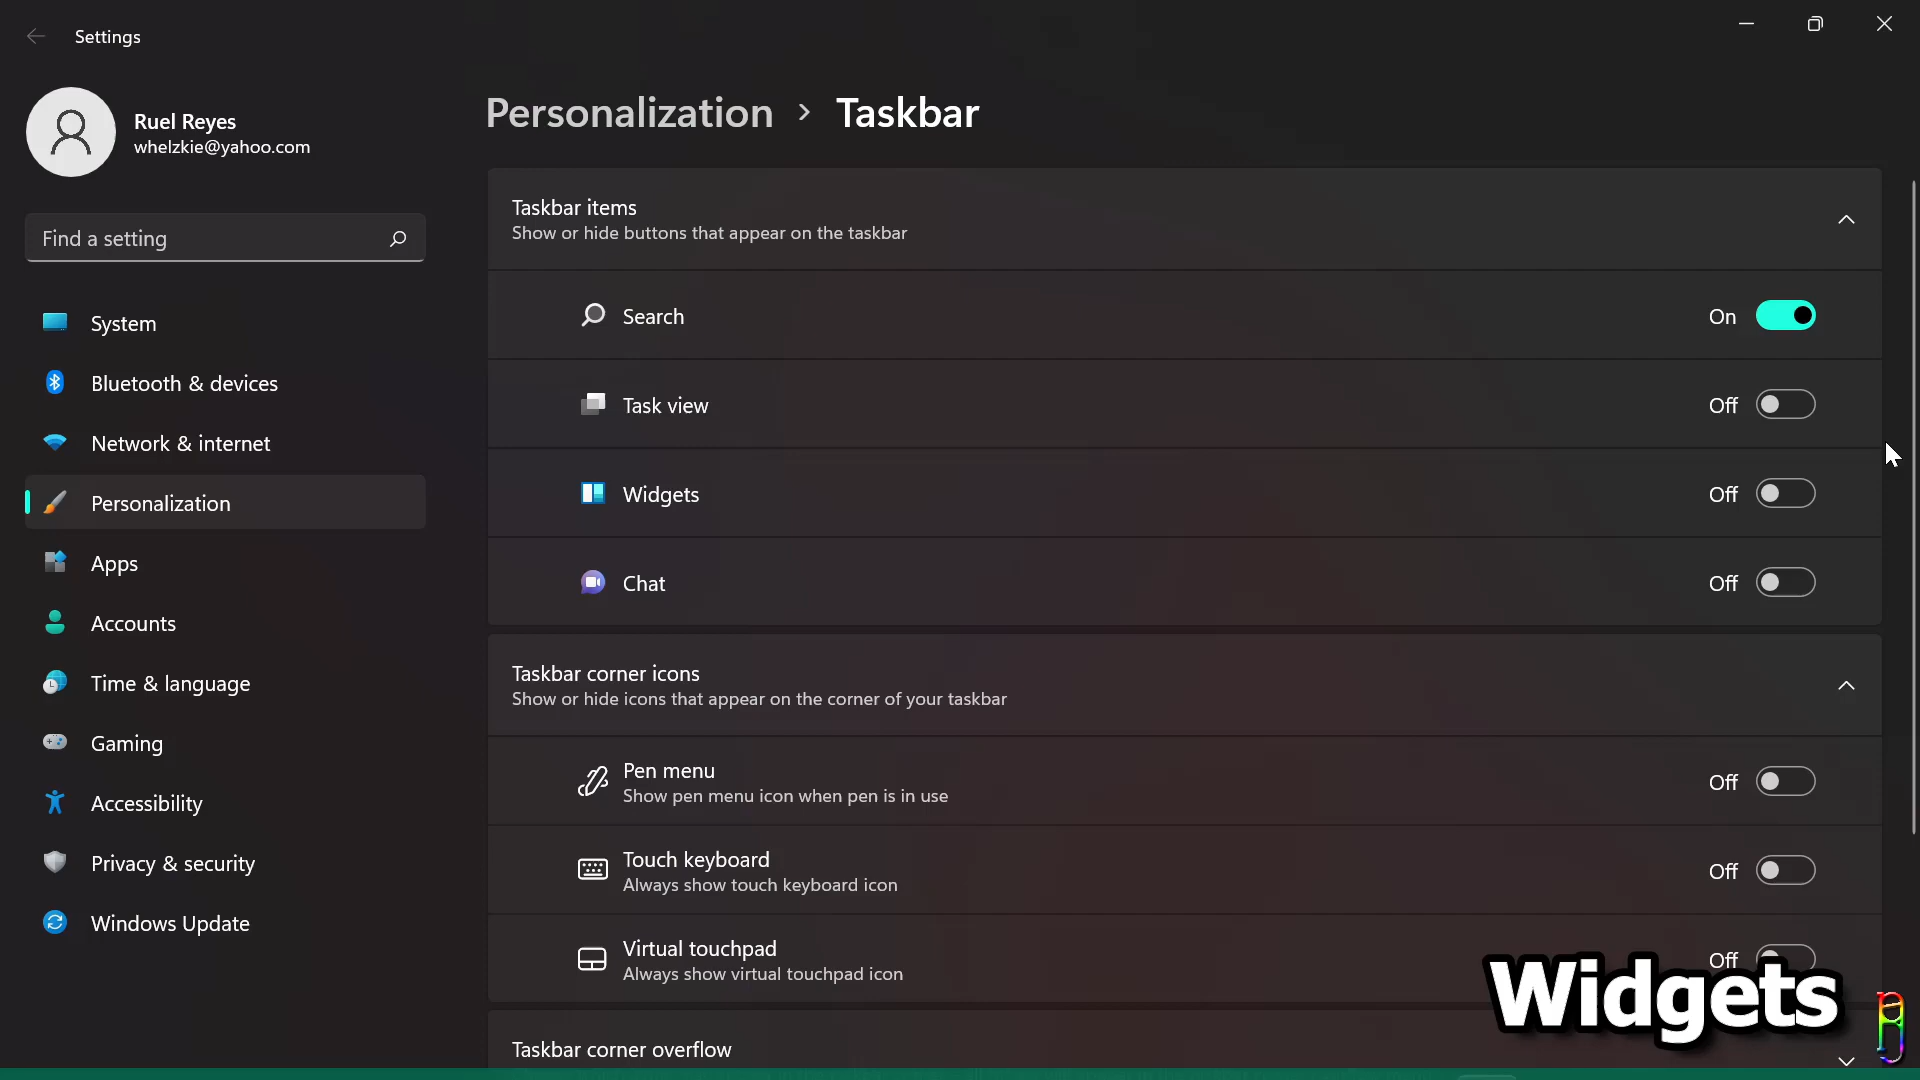 Settings
Ruel Reyes
whelzkie@yahoo.com
Find a setting
System
Bluetooth & devices
Network & internet
Personalization
Apps
Accounts
Time & language
Gaming
Accessibility
Privacy & security
Windows Update
Personalization > Taskbar
Taskbar items
Show or hide buttons that appear on the taskbar
Search On
Task view Off
Widgets Off
Chat Off
Taskbar corner icons
Show or hide icons that appear on the corner of your taskbar
Pen menu
Show pen menu icon when pen is in use
Off
Touch keyboard
Always show touch keyboard icon
Off
Virtual touchpad
Always show virtual touchpad icon
Off
Taskbar corner overflow
Widgets